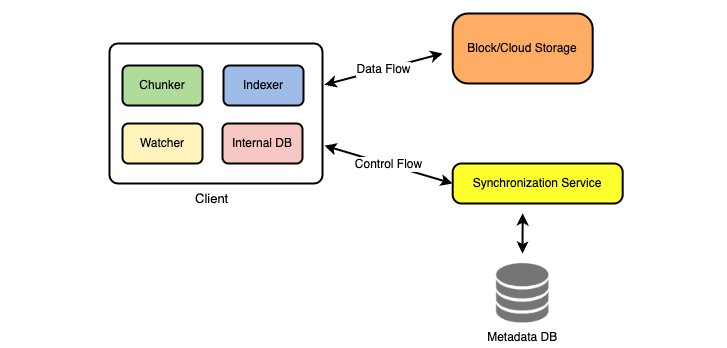 Chunker
Indexer
Watcher
Internal DB
Client
Data Flow
Control Flow
Block/Cloud Storage
Synchronization Service
Metadata DB